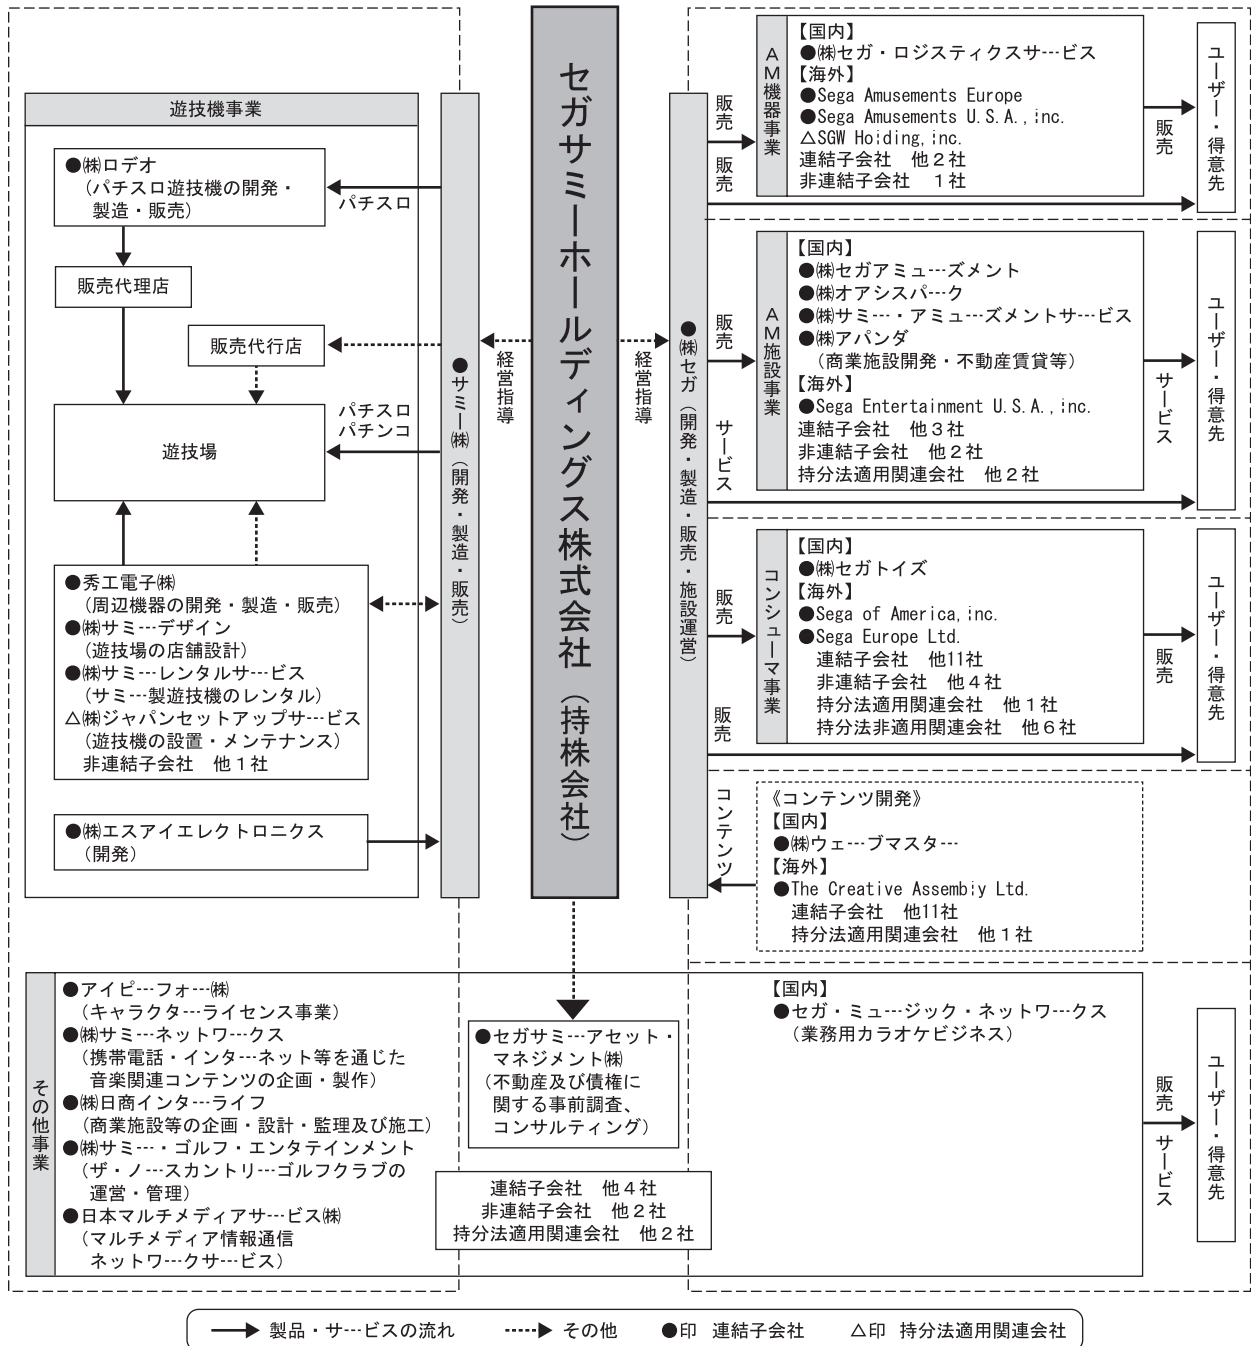 セガサミーホールディングス株式会社(持株会社)
経営指導
経営指導
●サミー㈱(開発・製造・販売)
●㈱セガ(開発・製造・販売・施設運営)
遊技機事業
●㈱ロデオ
(パチスロ遊技機の開発・
製造・販売)
パチスロ
販売代理店
販売代行店
パチスロ
パチンコ
遊技場
●秀工電子㈱
(周辺機器の開発・製造・販売)
●㈱サミーデザイン
(遊技場の店舗設計)
●㈱サミーレンタルサービス
(サミー製遊技機のレンタル)
△㈱ジャパンセットアップサービス
(遊技機の設置・メンテナンス)
非連結子会社 他1社
●㈱エスアイエレクトロニクス
(開発)
販売
販売
AM機器事業
【国内】
●㈱セガ・ロジスティクスサービス
【海外】
●Sega Amusements Europe
●Sega Amusements U.S.A.,inc.
△SGW Holding,inc.
連結子会社 他2社
非連結子会社 1社
販売
ユーザー・得意先
販売
サービス
AM施設事業
【国内】
●㈱セガアミューズメント
●㈱オアシスパーク
●㈱サミー・アミューズメントサービス
●㈱アパンダ
(商業施設開発・不動産賃貸等)
【海外】
●Sega Entertainment U.S.A.,inc.
連結子会社 他3社
非連結子会社 他2社
持分法適用関連会社 他2社
サービス
ユーザー・得意先
販売
販売
コンシューマ事業
【国内】
●㈱セガトイズ
【海外】
●Sega of America,inc.
●Sega Europe Ltd.
連結子会社 他11社
非連結子会社 他4社
持分法適用関連会社 他1社
持分法非適用関連会社 他6社
販売
ユーザー・得意先
コンテンツ
《コンテンツ開発》
【国内】
●㈱ウェーブマスター
【海外】
●The Creative Assembly Ltd.
連結子会社 他11社
持分法適用関連会社 他1社
その他事業
●アイピーフォー㈱
(キャラクターライセンス事業)
●㈱サミーネットワークス
(携帯電話・インターネット等を通じた
音楽関連コンテンツの企画・製作)
●㈱日商インターライフ
(商業施設等の企画・設計・監理及び施工)
●㈱サミー・ゴルフ・エンタテインメント
(ザ・ノースカントリーゴルフクラブの
運営・管理)
●日本マルチメディアサービス㈱
(マルチメディア情報通信
ネットワークサービス)
●セガサミーアセット・
マネジメント㈱
(不動産及び債権に
関する事前調査、
コンサルティング)
連結子会社 他4社
非連結子会社 他2社
持分法適用関連会社 他2社
【国内】
●セガ・ミュージック・ネットワークス
(業務用カラオケビジネス)
販売
サービス
ユーザー・得意先
製品・サービスの流れ
その他
●印 連結子会社
△印 持分法適用関連会社